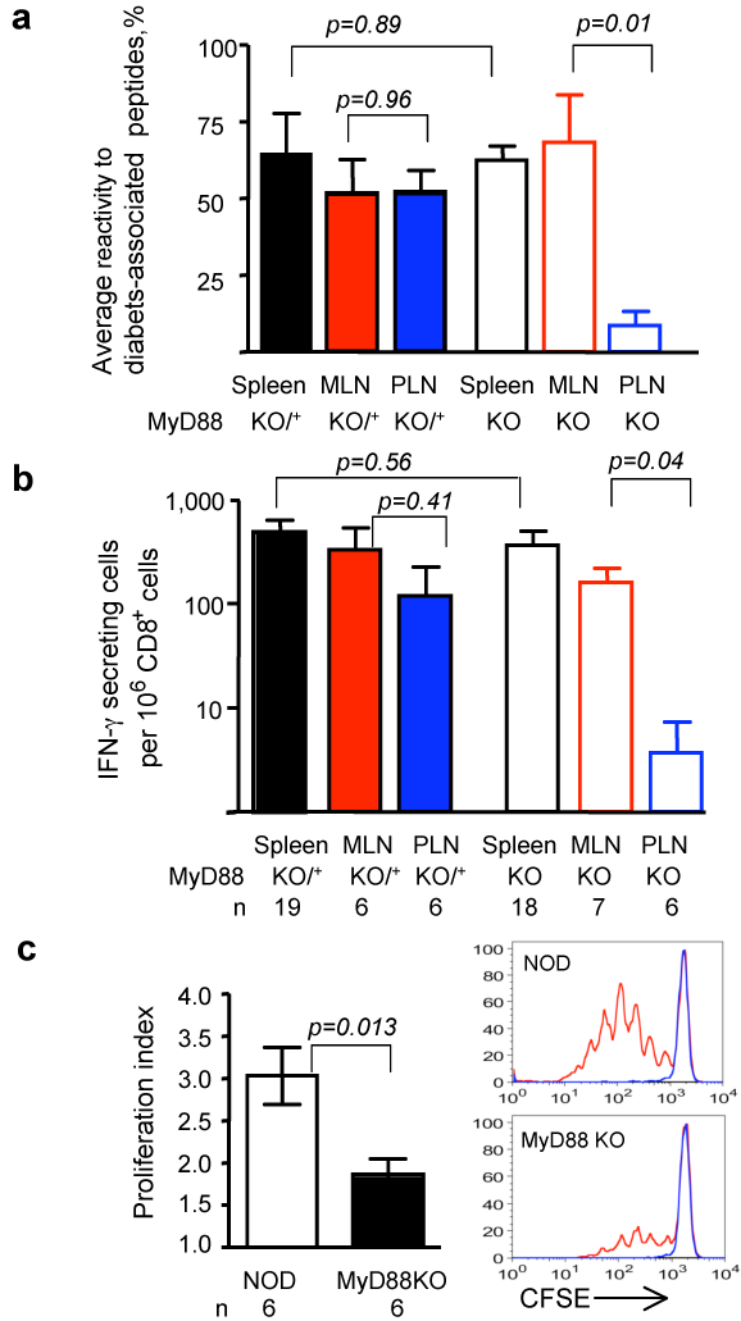 a
p=0.89
p=0.01
p=0.96
Average reactivity to
diabets-associated peptides,%
100
75
50
25
Spleen MLN PLN Spleen MLN PLN
MyD88 KO/+ KO/+ KO/+ KO KO KO
b
p=0.56
p=0.04
p=0.41
IFN-γ secreting cells
per 10⁶ CD8⁺ cells
1,000
100
10
Spleen MLN PLN Spleen MLN PLN
MyD88 KO/+ KO/+ KO/+ KO KO KO
n 19 6 6 18 7 6
c
Proliferation index
4.0
3.5
3.0
2.5
2.0
1.5
1.0
p=0.013
NOD MyD88KO
n 6 6
NOD
100
80
60
40
20
0
10⁰ 10¹ 10² 10³ 10⁴
MyD88 KO
100
80
60
40
20
0
10⁰ 10¹ 10² 10³ 10⁴
CFSE